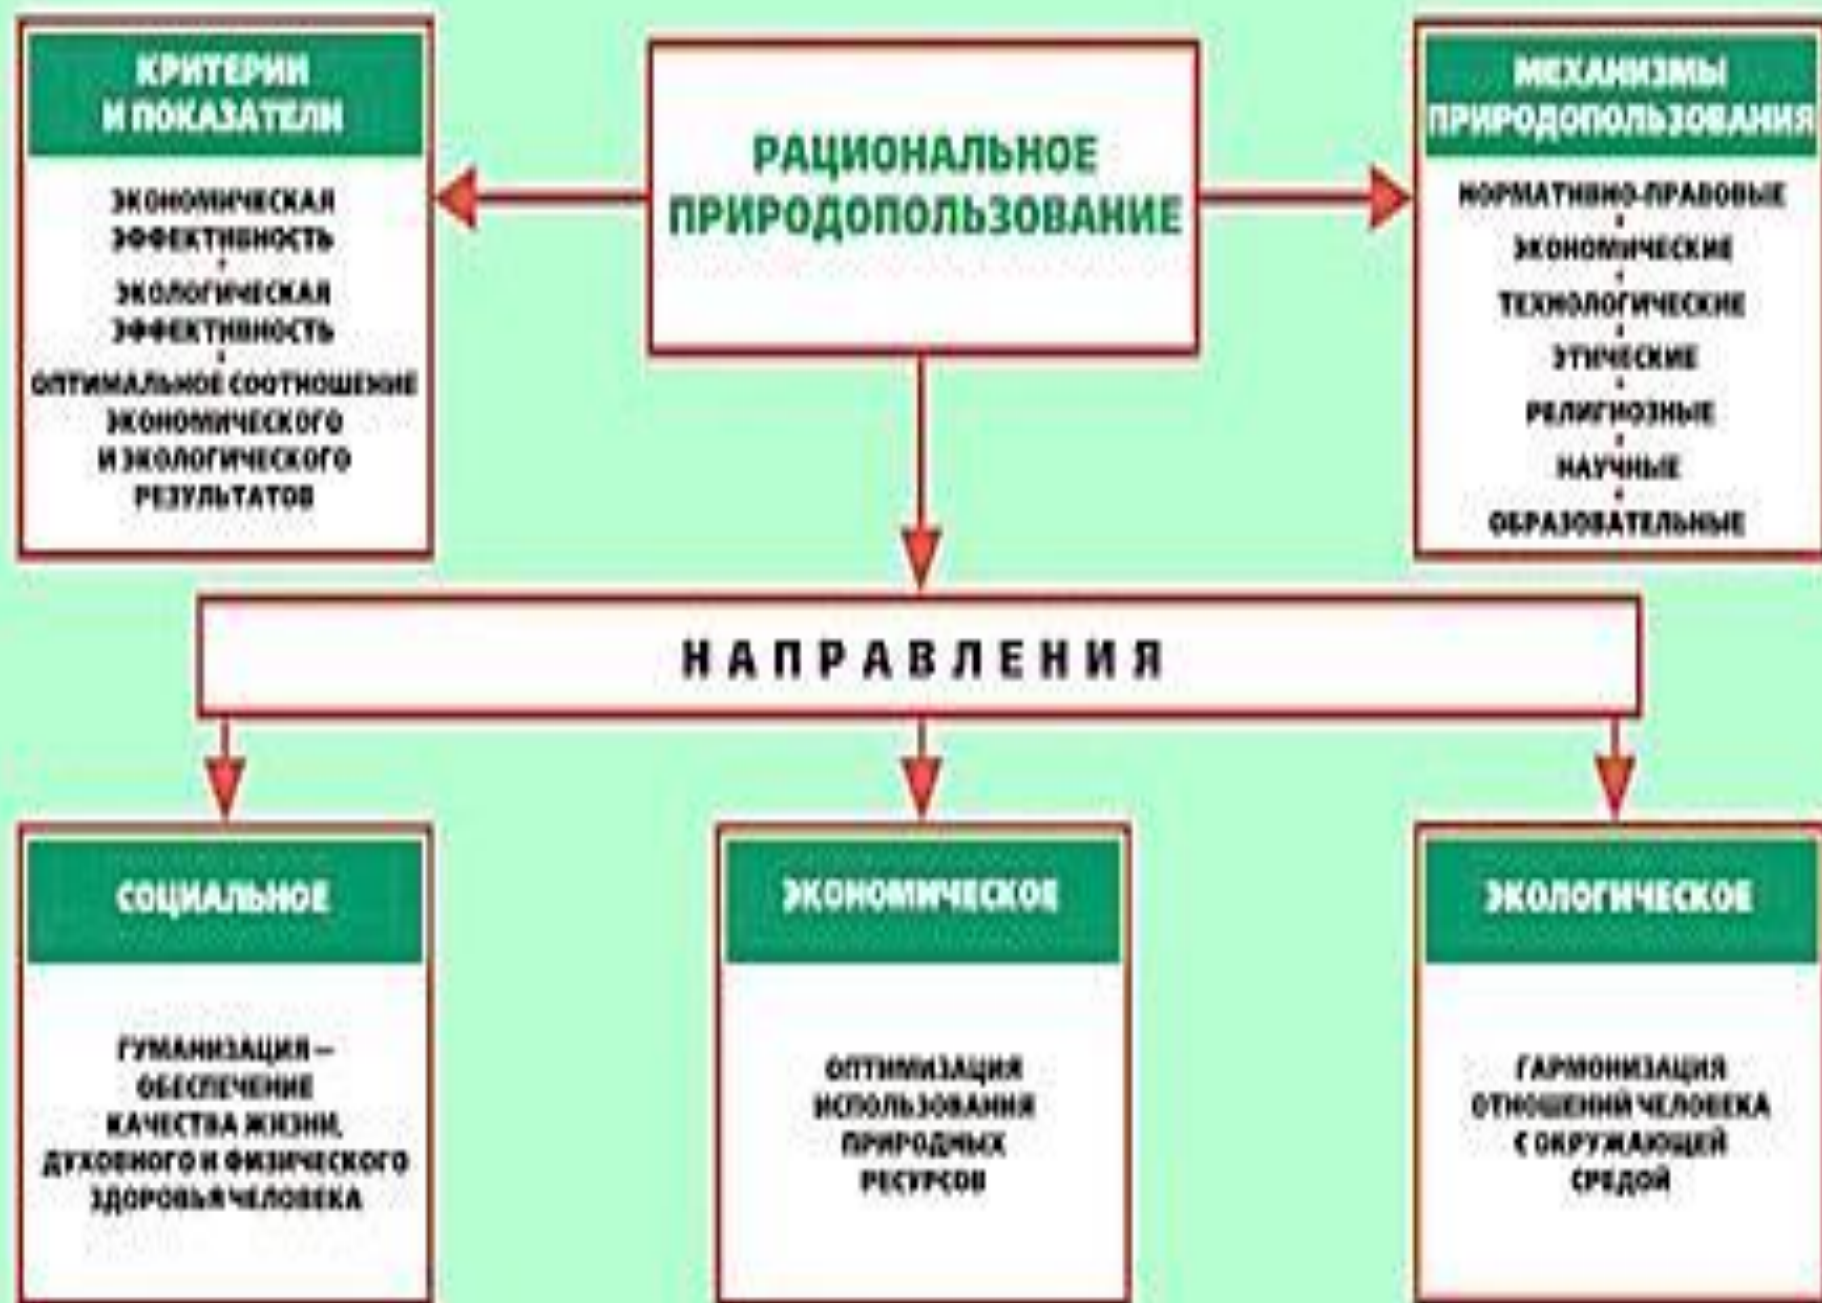 КРИТЕРИИ
И ПОКАЗАТЕЛИ
ЭКОНОМИЧЕСКАЯ
ЭФФЕКТИВНОСТЬ
ЭКОЛОГИЧЕСКАЯ
ЭФФЕКТИВНОСТЬ
ОПТИМАЛЬНОЕ СООТНОШЕНИЕ
ЭКОНОМИЧЕСКОГО
И ЭКОЛОГИЧЕСКОГО
РЕЗУЛЬТАТОВ
РАЦИОНАЛЬНОЕ
ПРИРОДОПОЛЬЗОВАНИЕ
МЕХАНИЗМЫ
ПРИРОДОПОЛЬЗОВАНИЯ
НОРМАТИВНО-ПРАВОВЫЕ
ЭКОНОМИЧЕСКИЕ
ТЕХНОЛОГИЧЕСКИЕ
ЭТИЧЕСКИЕ
РЕЛИГИОЗНЫЕ
НАУЧНЫЕ
ОБРАЗОВАТЕЛЬНЫЕ
НАПРАВЛЕНИЯ
СОЦИАЛЬНОЕ
ГУМАНИЗАЦИЯ –
ОБЕСПЕЧЕНИЕ
КАЧЕСТВА ЖИЗНИ,
ДУХОВНОГО И ФИЗИЧЕСКОГО
ЗДОРОВЬЯ ЧЕЛОВЕКА
ЭКОНОМИЧЕСКОЕ
ОПТИМИЗАЦИЯ
ИСПОЛЬЗОВАНИЯ
ПРИРОДНЫХ
РЕСУРСОВ
ЭКОЛОГИЧЕСКОЕ
ГАРМОНИЗАЦИЯ
ОТНОШЕНИЙ ЧЕЛОВЕКА
С ОКРУЖАЮЩЕЙ
СРЕДОЙ